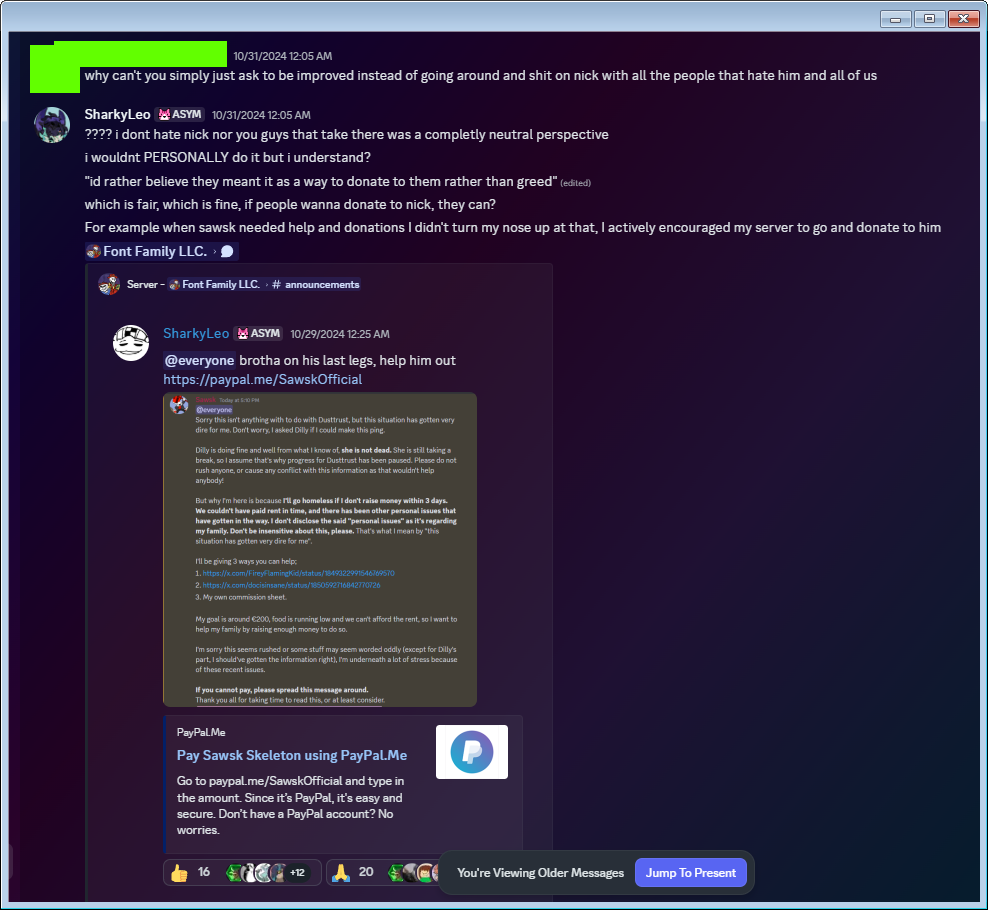 10/31/2024 12:05 AM
why can't you simply just ask to be improved instead of going around and shit on nick with all the people that hate him and all of us
SharkyLeo ASYM 10/31/2024 12:05 AM
???? i dont hate nick nor you guys that take there was a completly neutral perspective
i wouldnt PERSONALLY do it but i understand?
"id rather believe they meant it as a way to donate to them rather than greed" (edited)
which is fair, which is fine, if people wanna donate to nick, they can?
For example when sawsk needed help and donations I didn't turn my nose up at that, I actively encouraged my server to go and donate to him
Font Family LLC. ›
Server - Font Family LLC. › # announcements
SharkyLeo ASYM 10/29/2024 12:25 AM
@everyone brotha on his last legs, help him out
https://paypal.me/SawskOfficial
Today at 9:30 PM
@everyone
Sorry this isn't anything with to do with Dusttrust, but this situation has gotten very
dire for me. Don't worry, I asked Dilly if I could make this ping.
Dilly is doing fine and well from what I know of, she is not dead. She is still taking a
break, so I assume that's why progress for Dusttrust has been paused. Please do not
rush anyone, or cause any conflict with this information as that wouldn't help
anybody!
But why I'm here is because I'll go homeless if I don't raise money within 3 days.
We couldn't have paid rent in time, and there has been other personal issues that
have gotten in the way. I don't disclose the said "personal issues" as it's regarding
my family. Don't be insensitive about this, please. That's what I mean by "this
situation has gotten very dire for me".
I'll be giving 3 ways you can help;
1. https://x.com/FireyFlamingKid/status/1849322991546769570
2. https://x.com/docisinsane/status/1850592716842770726
3. My own commission sheet.
My goal is around €200, food is running low and we can't afford the rent, so I want to
help my family by raising enough money to do so.
I'm sorry this seems rushed or some stuff may seem worded oddly (except for Dilly's
part, I should've gotten the information right), I'm underneath a lot of stress because
of these recent issues.
If you cannot pay, please spread this message around.
Thank you all for taking time to read this, or at least consider.
PayPal.Me
Pay Sawsk Skeleton using PayPal.Me
Go to paypal.me/SawskOfficial and type in
the amount. Since it's PayPal, it's easy and
secure. Don't have a PayPal account? No
worries.
16 +12 20
You're Viewing Older Messages Jump To Present